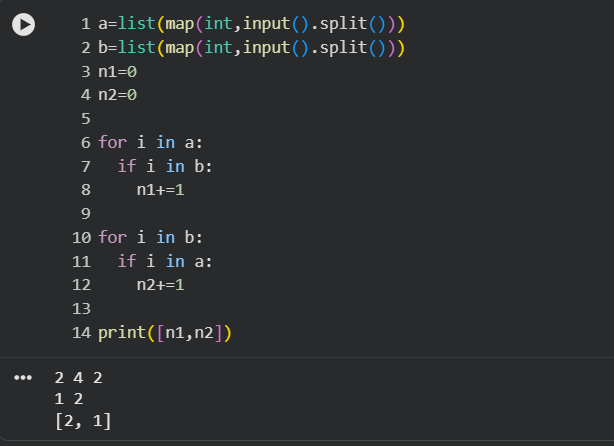 1 a=list(map(int,input().split()))
2 b=list(map(int,input().split()))
3 n1=0
4 n2=0
5
6 for i in a:
7   if i in b:
8     n1+=1
9
10 for i in b:
11   if i in a:
12     n2+=1
13
14 print([n1,n2])
2 4 2
1 2
[2, 1]